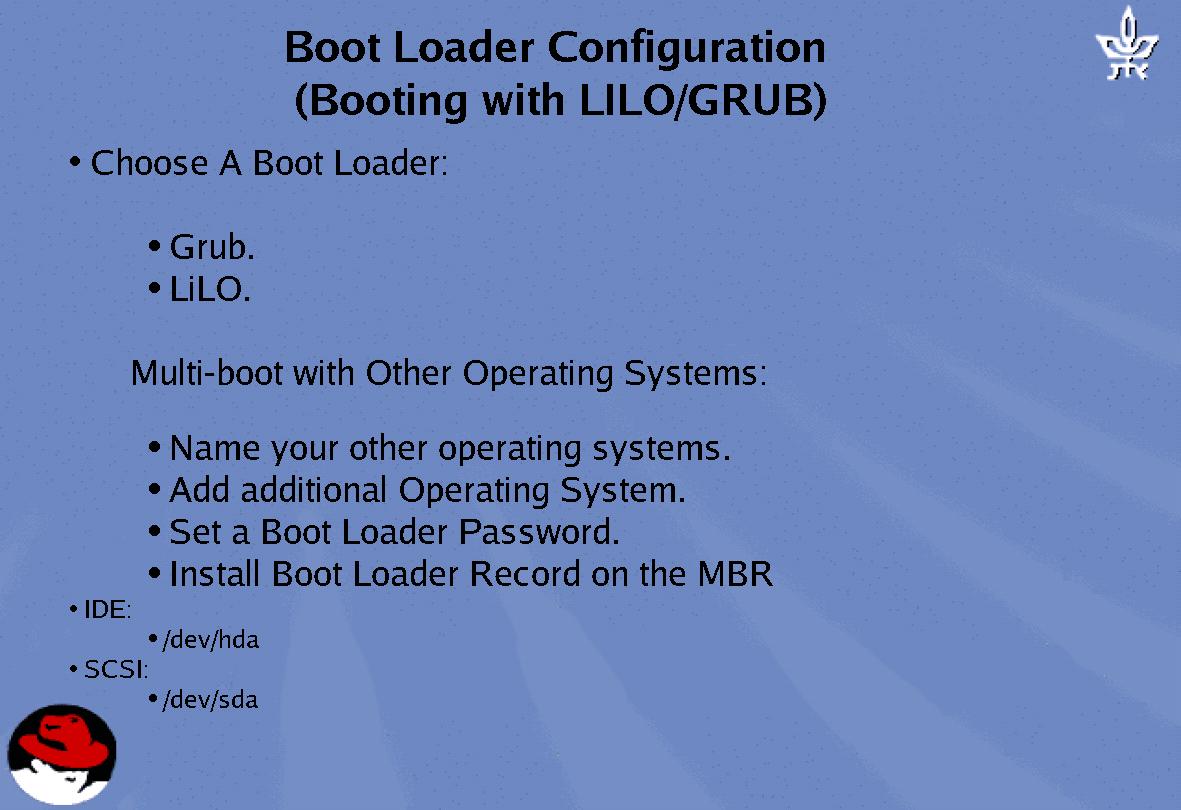 Boot Loader Configuration
(Booting with LILO/GRUB)
• Choose A Boot Loader:
• Grub.
• LiLO.
Multi-boot with Other Operating Systems:
• Name your other operating systems.
• Add additional Operating System.
• Set a Boot Loader Password.
• Install Boot Loader Record on the MBR
• IDE:
• /dev/hda
• SCSI:
• /dev/sda